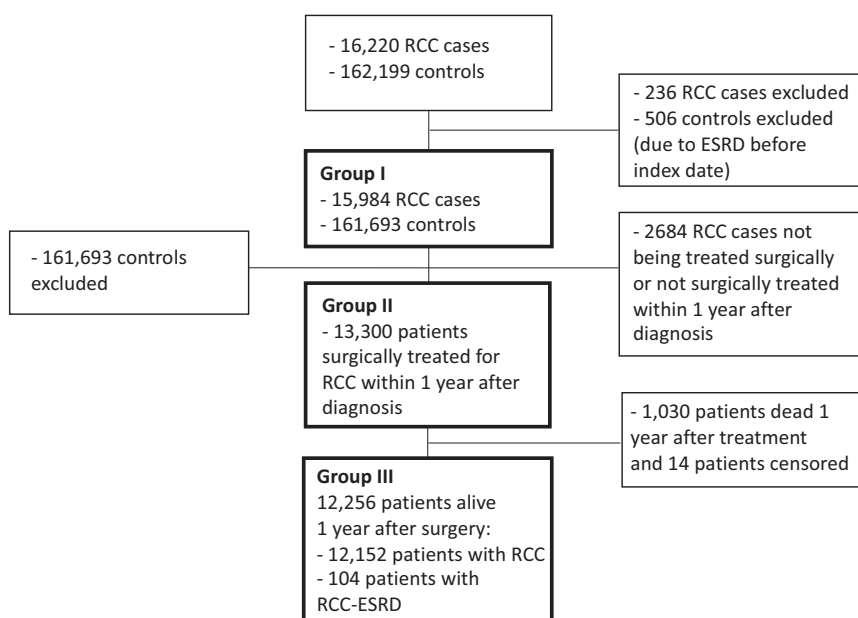 - 16,220 RCC cases
- 162,199 controls
- 236 RCC cases excluded
- 506 controls excluded
(due to ESRD before
index date)
Group I
- 15,984 RCC cases
- 161,693 controls
- 161,693 controls
excluded
- 2684 RCC cases not
being treated surgically
or not surgically treated
within 1 year after
diagnosis
Group II
- 13,300 patients
surgically treated for
RCC within 1 year after
diagnosis
- 1,030 patients dead 1
year after treatment
and 14 patients censored
Group III
12,256 patients alive
1 year after surgery:
- 12,152 patients with RCC
- 104 patients with
RCC-ESRD